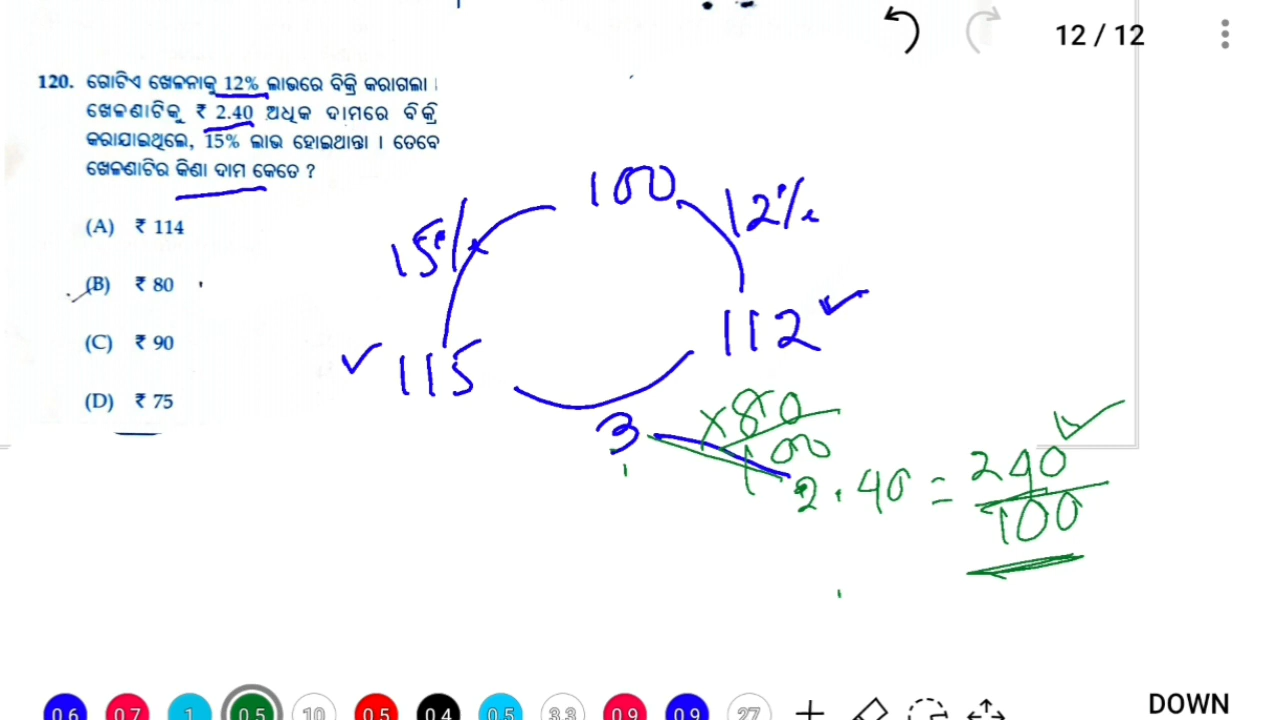 12 / 12
120. ଗୋଟିଏ ଖେଳନାକୁ 12% ଲାଭରେ ବିକ୍ରି କରାଗଲା ।
ଖେଳଣାଟିକୁ ₹ 2.40 ଅଧିକ ଦାମରେ ବିକ୍ରି
କରାଯାଇଥିଲେ, 15% ଲାଭ ହୋଇଥାନ୍ତା । ତେବେ
ଖେଳଣାଟିର କିଣା ଦାମ କେତେ ?
(A) ₹ 114
(B) ₹ 80
(C) ₹ 90
(D) ₹ 75
100
15%
12%
112
115
3
×80
100
2.40 = 240
100
0.6 0.7 1 0.5 10 0.5 0.4 0.5 3.3 0.9 0.9 27
DOWN